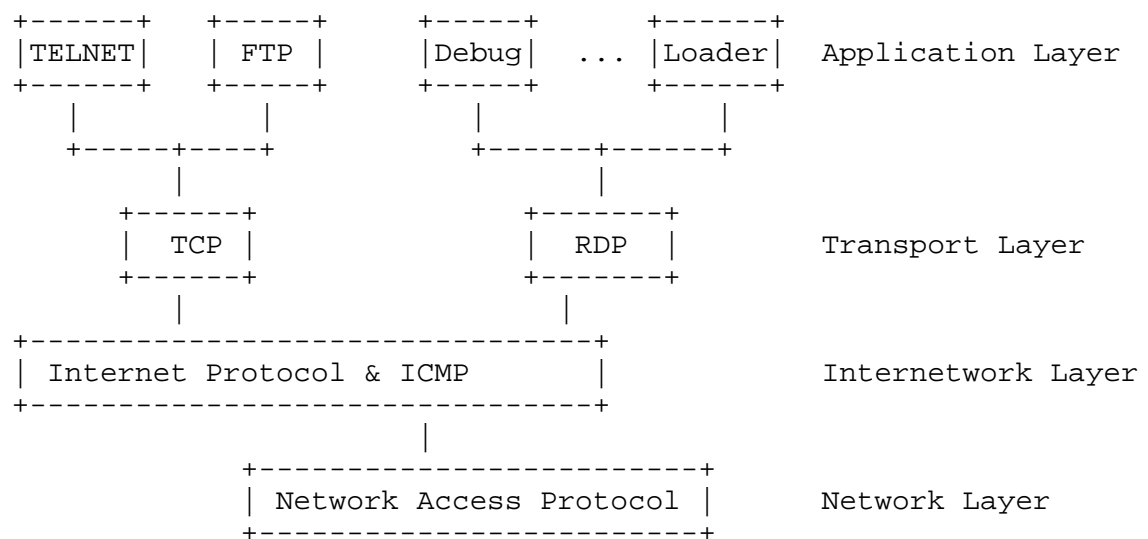 TELNET FTP Debug ... Loader Application Layer
TCP RDP Transport Layer
Internet Protocol & ICMP Internetwork Layer
Network Access Protocol Network Layer